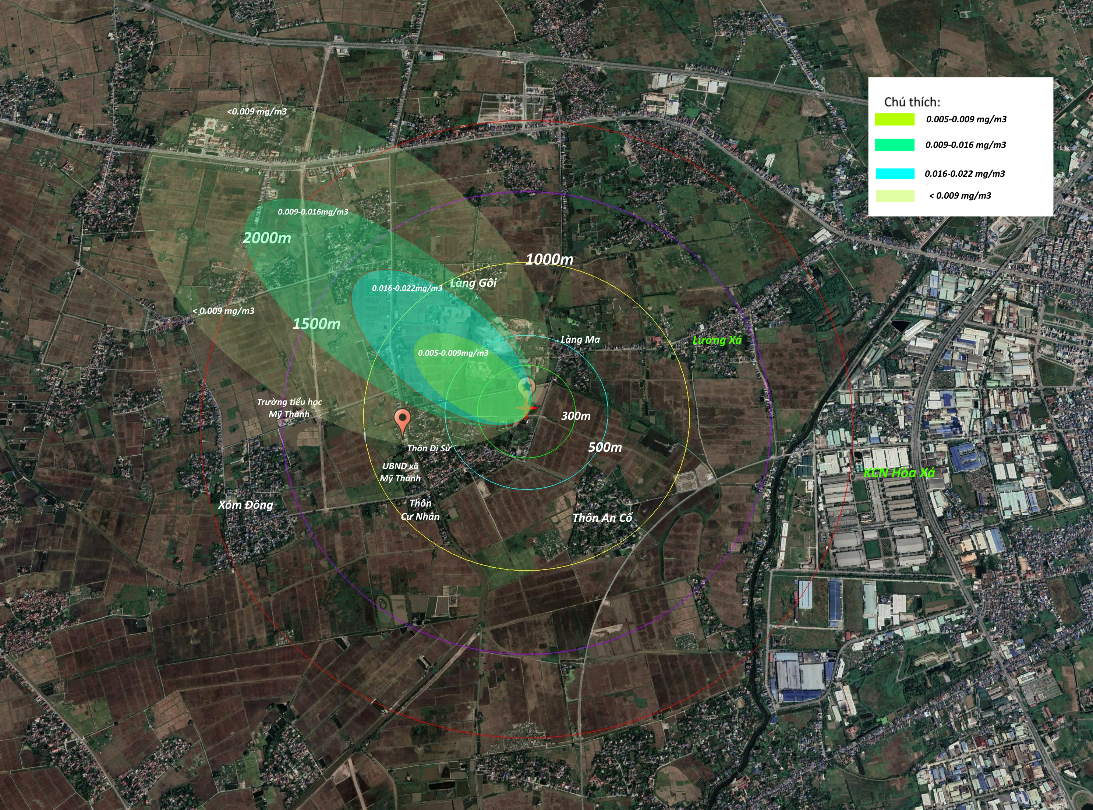 <0.009 mg/m3
Chú thích:
0.005-0.009 mg/m3
0.009-0.016 mg/m3
0.016-0.022 mg/m3
< 0.009 mg/m3
0.009-0.016mg/m3
2000m
1000m
Làng Gôi
0.016-0.022mg/m3
< 0.009 mg/m3
1500m
Làng Ma
Lương Xá
0.005-0.009mg/m3
Trường tiểu học
Mỹ Thành
300m
500m
Thôn Dị Sử
UBND xã
Mỹ Thành
KCN Hòa Xá
Xóm Đông
Thôn
Cư Nhân
Thôn An Cổ